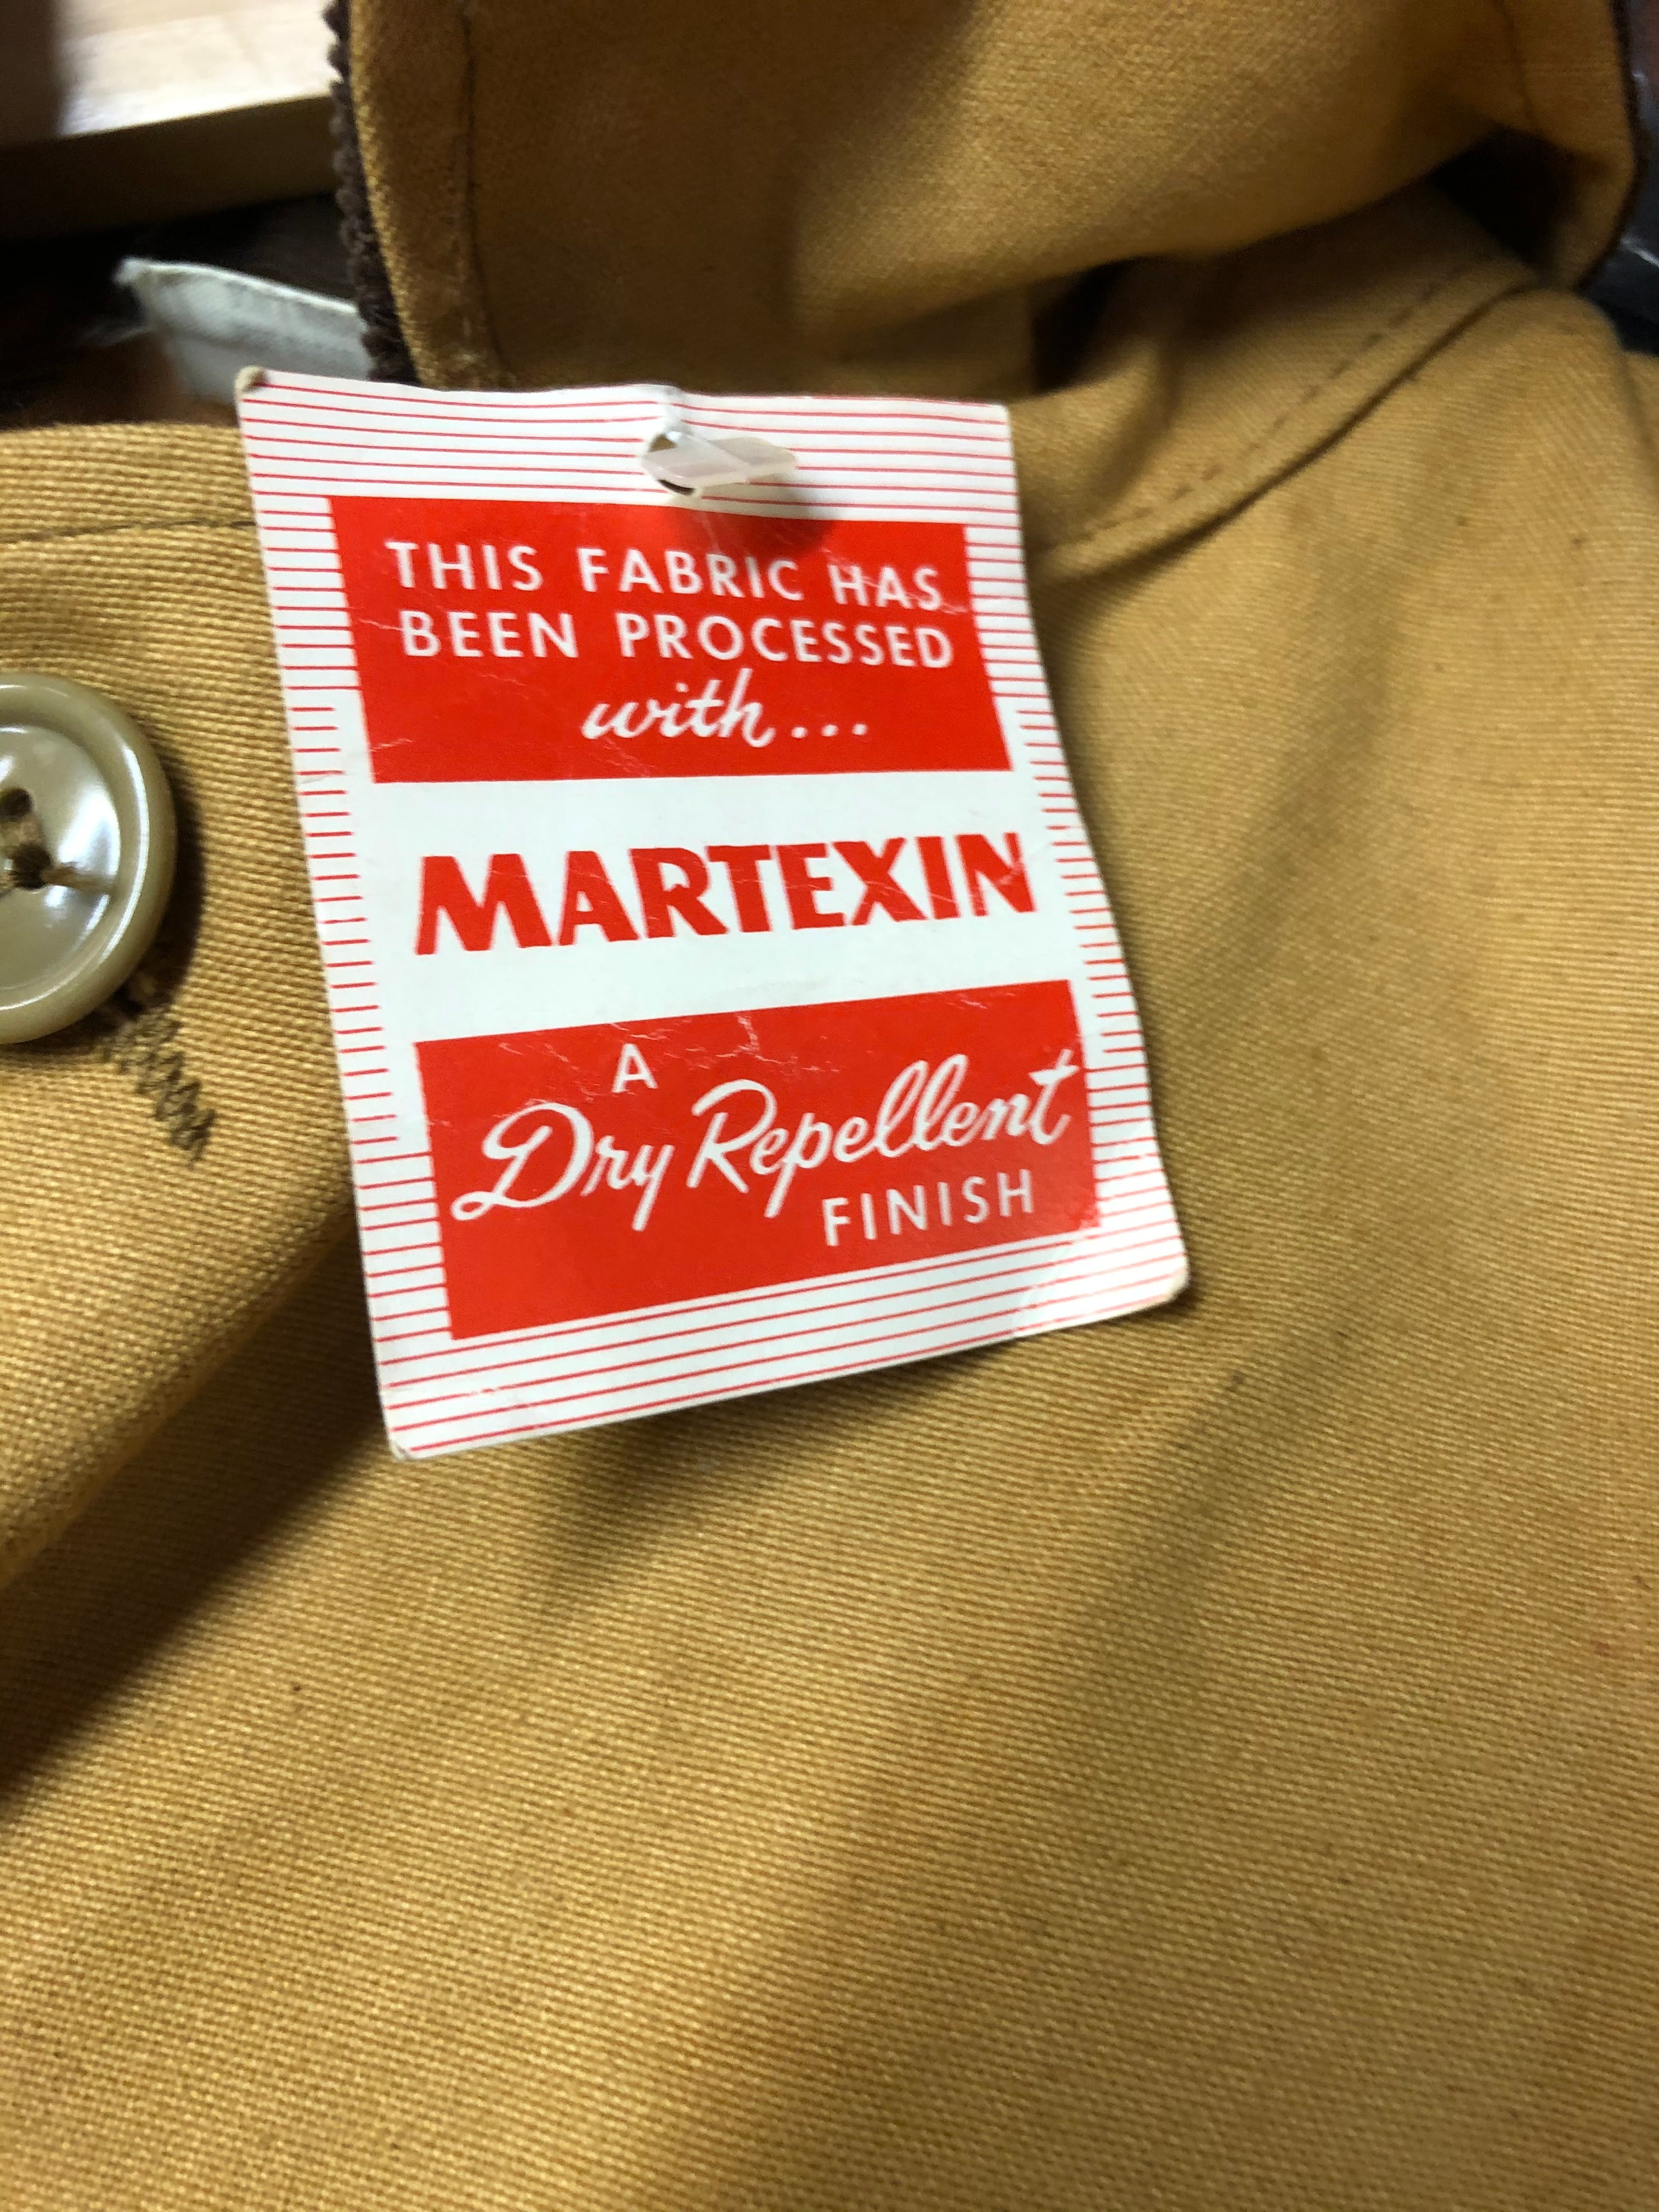 THIS FABRIC HAS
BEEN PROCESSED
with...
MARTEXIN
A
Dry Repellent
FINISH